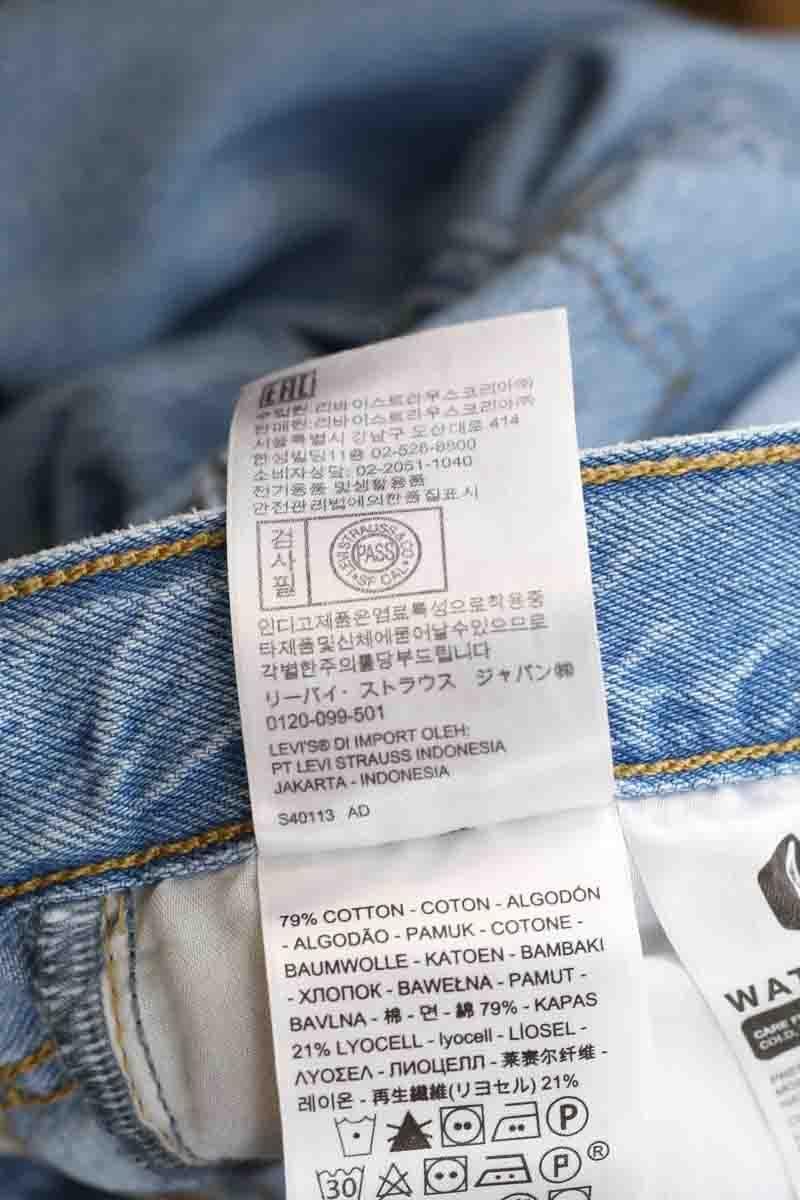 EAC
수입원:리바이스트라우스코리아㈜
판매원:리바이스트라우스코리아㈜
서울특별시 강남구 도산대로 414
한성빌딩11층 02-526-8800
소비자상담: 02-2051-1040
전기용품 및생활용품
안전관리법에의한품질표시
검사필
LEVI STRAUSS & CO
PASS
SF CAL
인디고제품은염료특성으로착용중
타제품및신체에묻어날수있으므로
각별한주의를당부드립니다
リーバイ・ストラウス ジャパン㈱
0120-099-501
LEVI'S® DI IMPORT OLEH:
PT LEVI STRAUSS INDONESIA
JAKARTA - INDONESIA
S40113 AD
79% COTTON - COTON - ALGODÓN
- ALGODÃO - PAMUK - COTONE -
BAUMWOLLE - KATOEN - BAMBAKI
- ХЛОПОК - BAWEŁNA - PAMUT -
BAVLNA - 棉 - 면 - 綿 79% - KAPAS
21% LYOCELL - lyocell - LİOSEL -
ΛΥΟΣΕΛ - ЛИОЦЕЛЛ - 莱赛尔纤维 -
레이온 - 再生繊維(リヨセル) 21%
P
30 P ®
WAT
CARE F
COLD